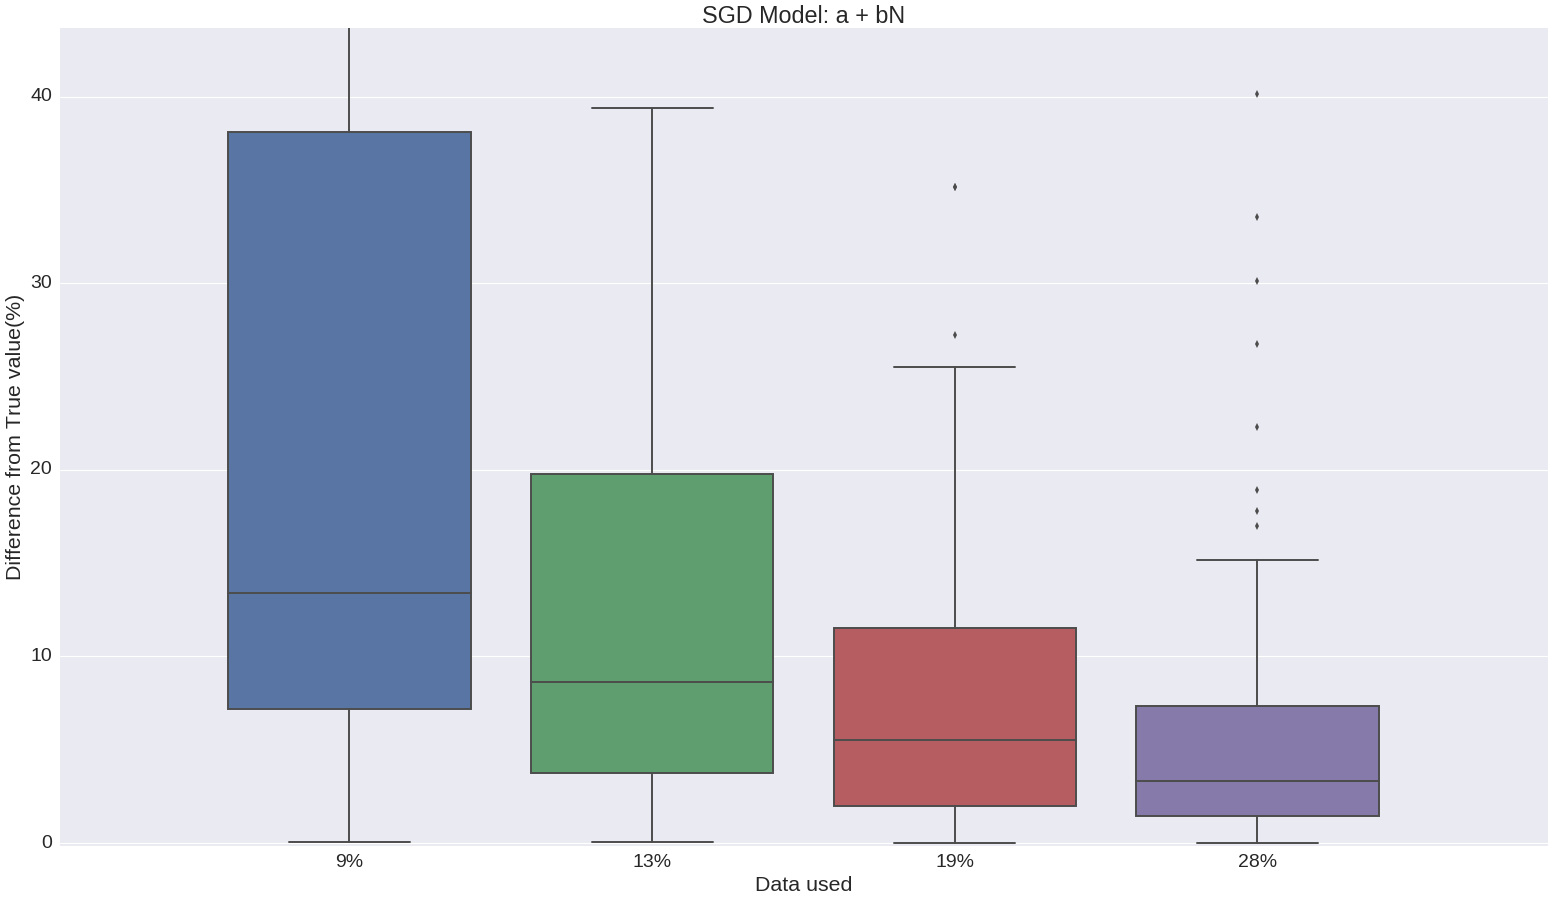 SGD Model: a + bN
Difference from True value(%)
40
30
20
10
0
9% 13% 19% 28%
Data used